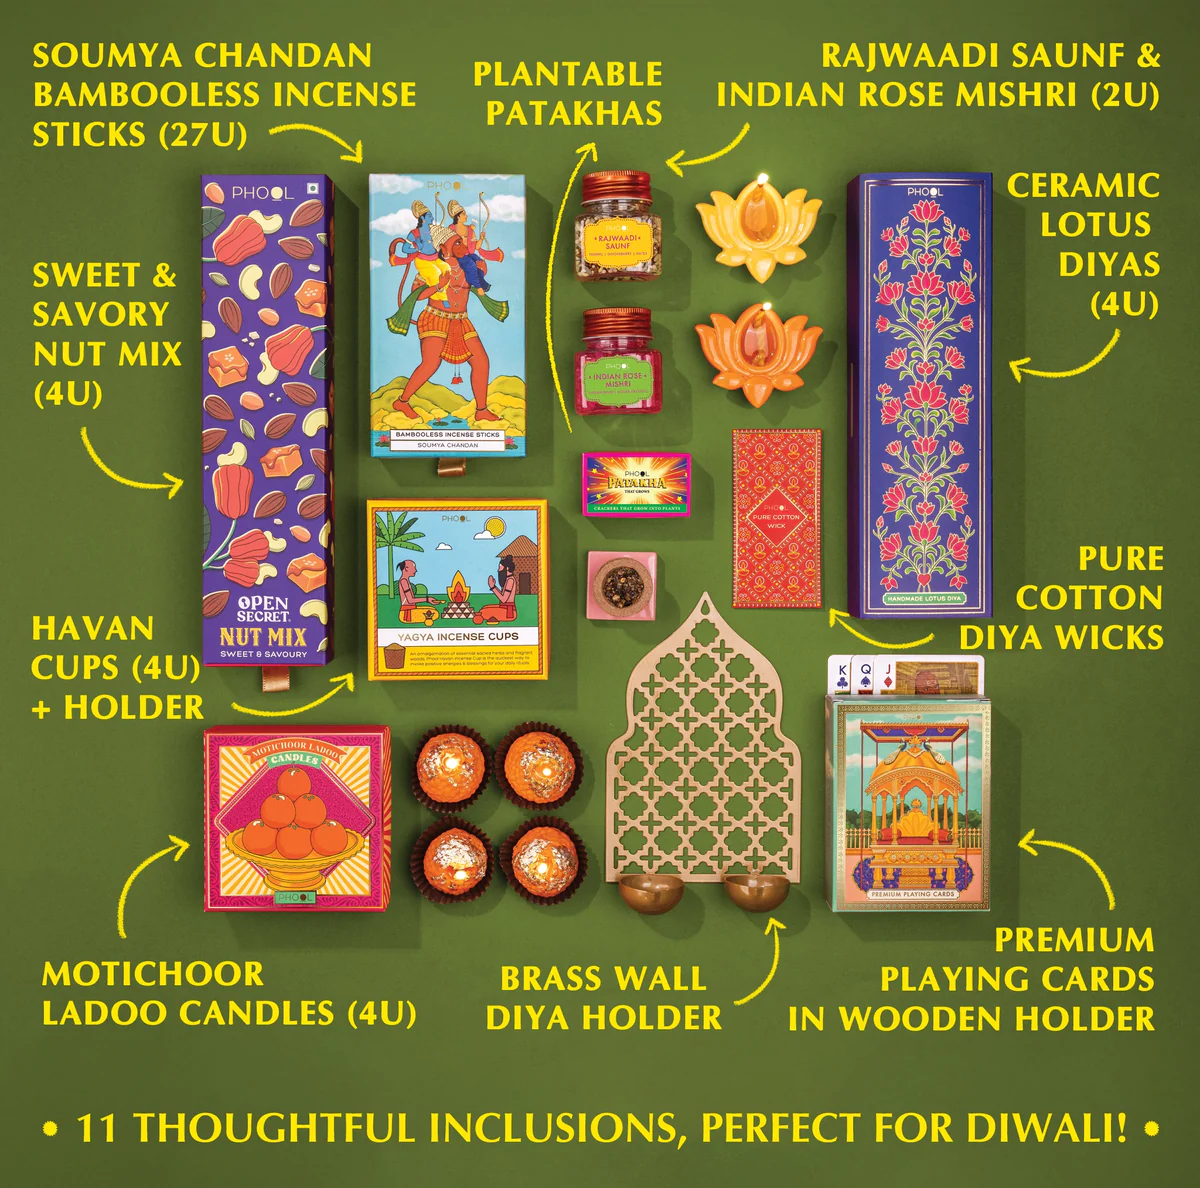 SOUMYA CHANDAN
BAMBOOLESS INCENSE
STICKS (27U)
PLANTABLE
PATAKHAS
RAJWAADI SAUNF &
INDIAN ROSE MISHRI (2U)
CERAMIC
LOTUS
DIYAS
(4U)
SWEET &
SAVORY
NUT MIX
(4U)
PHOOL
OPEN
SECRET.
NUT MIX
SWEET & SAVOURY
PHOOL
BAMBOOLESS INCENSE STICKS
SOUMYA CHANDAN
PHOOL
RAJWAADI
SAUNF
PHOOL
INDIAN ROSE
MISHRI
PHOOL
PATAKHA
THAT GROWS
CRACKERS THAT GROW INTO PLANTS
PHOOL
PURE COTTON
WICK
PHOOL
HANDMADE LOTUS DIYA
PURE
COTTON
DIYA WICKS
HAVAN
CUPS (4U)
+ HOLDER
PHOOL
YAGYA INCENSE CUPS
MOTICHOOR LADOO
CANDLES
PHOOL
K
Q
J
PREMIUM PLAYING CARDS
MOTICHOOR
LADOO CANDLES (4U)
BRASS WALL
DIYA HOLDER
PREMIUM
PLAYING CARDS
IN WOODEN HOLDER
11 THOUGHTFUL INCLUSIONS, PERFECT FOR DIWALI!